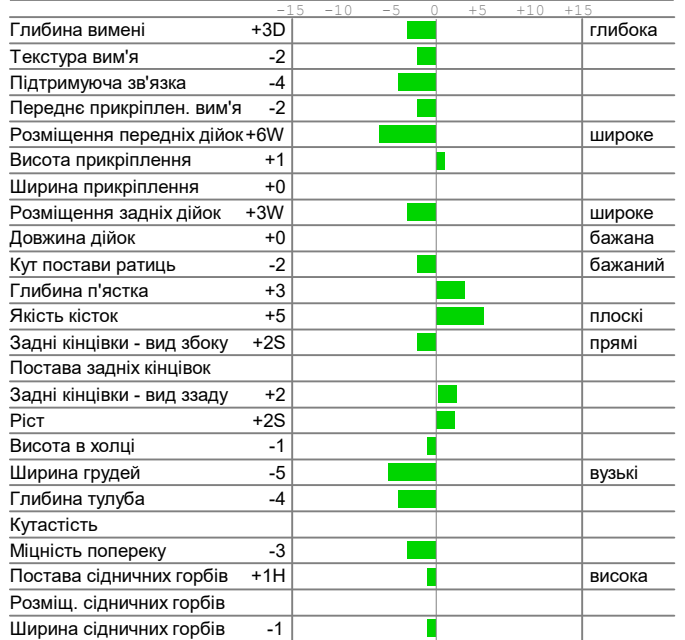 -15 -10 -5 0 +5 +10 +15
Глибина вимені +3D глибока
Текстура вим'я -2
Підтримуюча зв'язка -4
Переднє прикріплен. вим'я -2
Розміщення передніх дійок +6W широке
Висота прикріплення +1
Ширина прикріплення +0
Розміщення задніх дійок +3W широке
Довжина дійок +0 бажана
Кут постави ратиць -2 бажаний
Глибина п'ястка +3
Якість кісток +5 плоскі
Задні кінцівки - вид збоку +2S прямі
Постава задніх кінцівок
Задні кінцівки - вид ззаду +2
Ріст +2S
Висота в холці -1
Ширина грудей -5 вузькі
Глибина тулуба -4
Кутастість
Міцність попереку -3
Постава сідничних горбів +1H висока
Розміщ. сідничних горбів
Ширина сідничних горбів -1